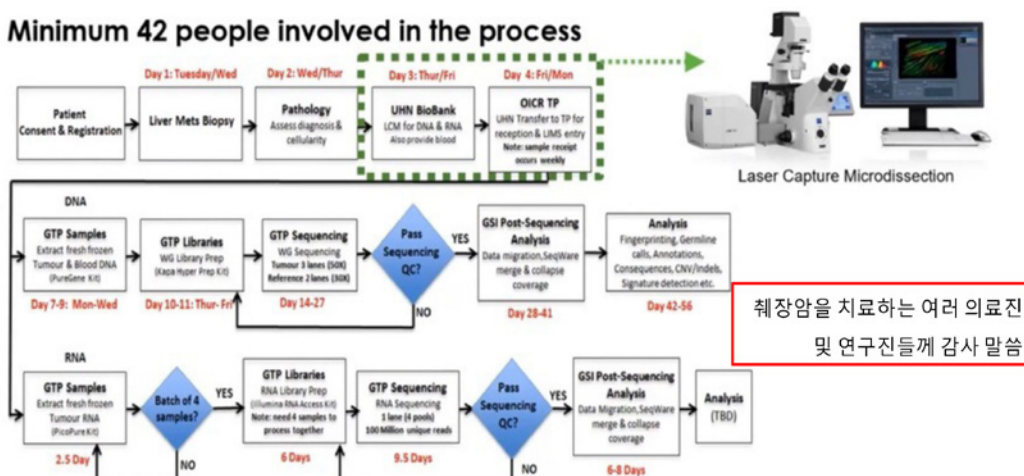 Minimum 42 people involved in the process
Day 1: Tuesday/Wed
Day 2: Wed/Thur
Day 3: Thur/Fri
Day 4: Fri/Mon
Patient
Consent & Registration
Liver Mets Biopsy
Pathology
Assess diagnosis &
cellularity
UHN BioBank
LCM for DNA & RNA
Also provide blood
OICR TP
UHN Transfer to TP for
reception & LIMS entry
Note: sample receipt
occurs weekly
Laser Capture Microdissection
DNA
GTP Samples
Extract fresh frozen
Tumour & Blood DNA
(PureGene Kit)
Day 7-9: Mon-Wed
GTP Libraries
WG Library Prep
(Kapa Hyper Prep Kit)
Day 10-11: Thur- Fri
GTP Sequencing
WG Sequencing
Tumour 3 lanes (50X)
Reference 2 lanes (30X)
Day 14-27
Pass
Sequencing
QC?
YES
NO
GSI Post-Sequencing
Analysis
Data migration, SeqWare
merge & collapse
coverage
Day 28-41
Analysis
Fingerprinting, Germline
calls, Annotations,
Consequences, CNV/Indels,
Signature detection etc.
Day 42-56
췌장암을 치료하는 여러 의료진
및 연구진들께 감사 말씀
RNA
GTP Samples
Extract fresh frozen
Tumour RNA
(PicoPure Kit)
2.5 Day
Batch of 4
samples?
YES
NO
GTP Libraries
RNA Library Prep
(Illumina RNA Access Kit)
Note: need 4 samples to
process together
6 Days
GTP Sequencing
RNA Sequencing
1 lane (4 pools)
100 Million unique reads
9.5 Days
Pass
Sequencing
QC?
YES
NO
GSI Post-Sequencing
Analysis
Data Migration, SeqWare
merge & collapse
coverage
6-8 Days
Analysis
(TBD)